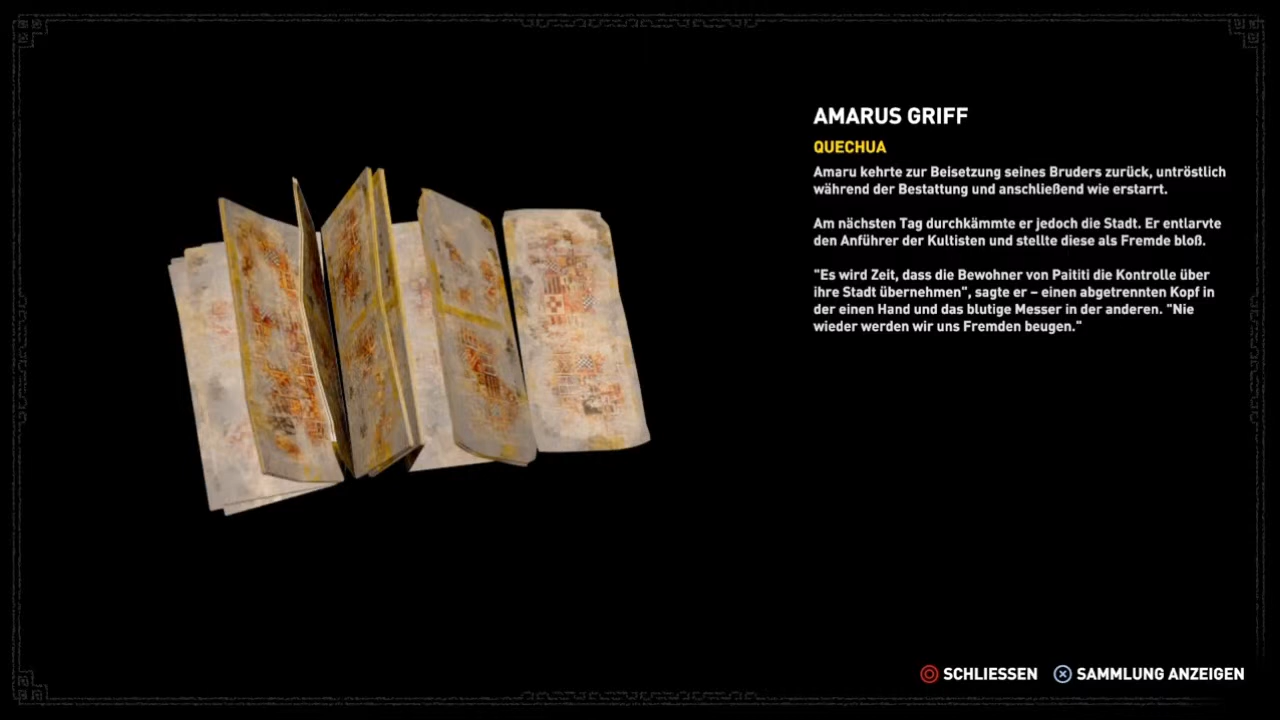 AMARUS GRIFF
QUECHUA
Amaru kehrte zur Beisetzung seines Bruders zurück, untröstlich
während der Bestattung und anschließend wie erstarrt.
Am nächsten Tag durchkämmte er jedoch die Stadt. Er entlarvte
den Anführer der Kultisten und stellte diese als Fremde bloß.
"Es wird Zeit, dass die Bewohner von Paititi die Kontrolle über
ihre Stadt übernehmen", sagte er – einen abgetrennten Kopf in
der einen Hand und das blutige Messer in der anderen. "Nie
wieder werden wir uns Fremden beugen."
SCHLIESSEN SAMMLUNG ANZEIGEN